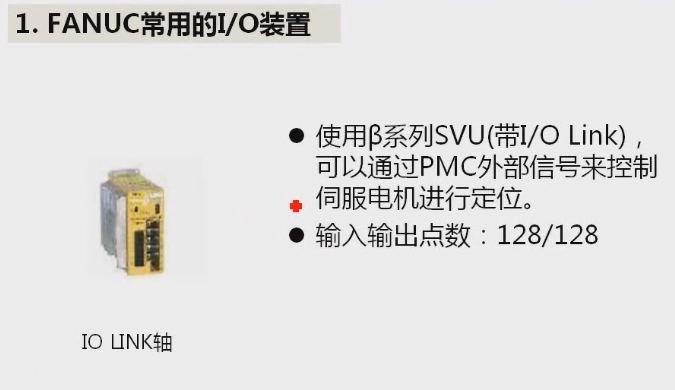 1. FANUC常用的I/O装置
● 使用β系列SVU(带I/O Link)，
可以通过PMC外部信号来控制
伺服电机进行定位。
● 输入输出点数：128/128
IO LINK轴